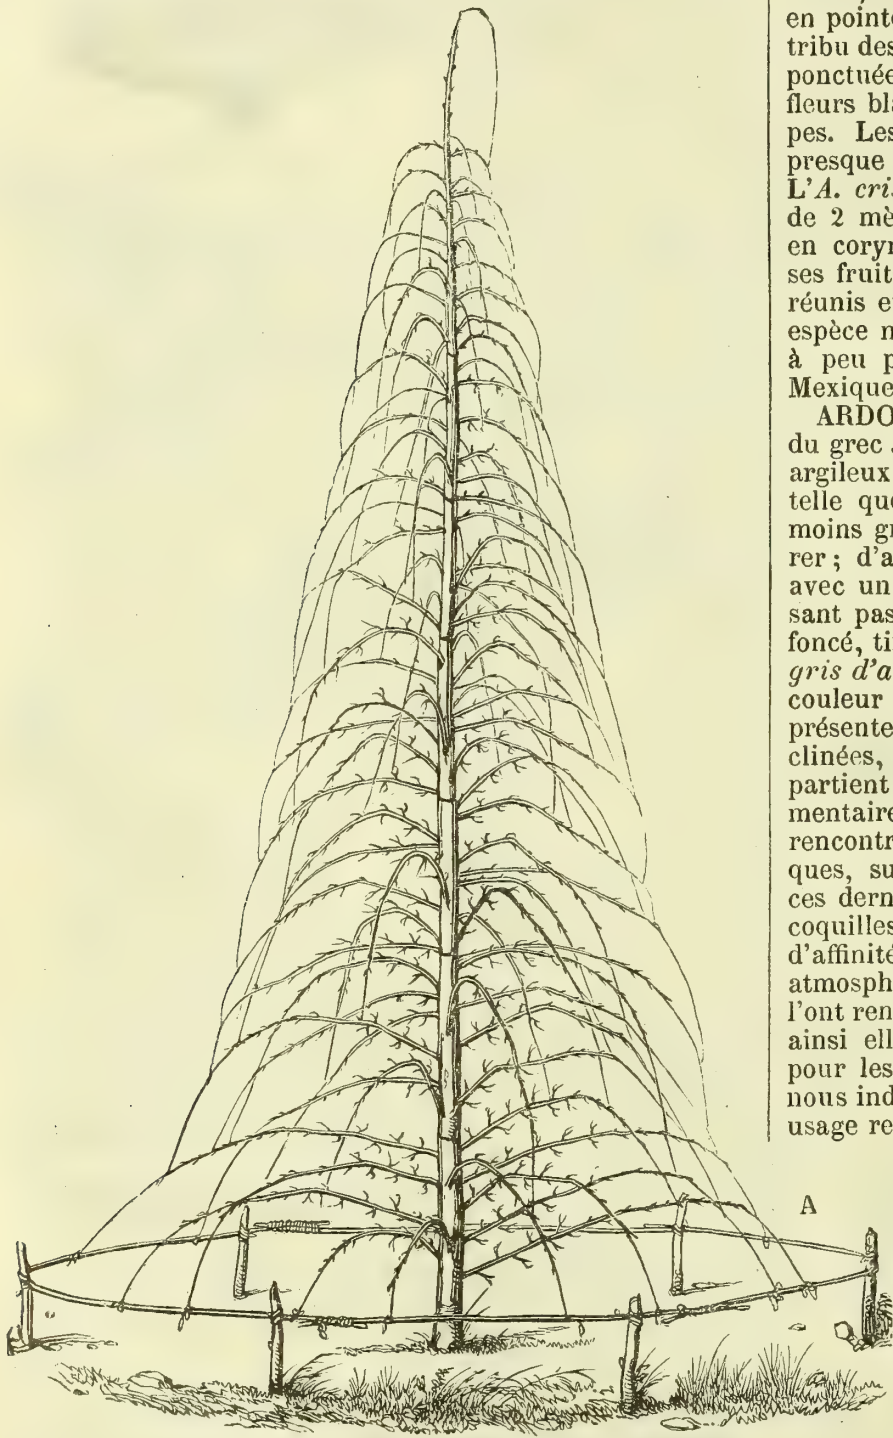 en point
tribu des
ponctuée
fleurs bla
pes. Les
presque
L'A. cris
de 2 mè
en coryn
ses fruit
réunis e
espèce n
à peu p
Mexique
ARDO
du grec
argileux
telle que
moins gr
rer ; d'a
avec un
sant pas
foncé, ti
gris d'a
couleur
présente
clinées,
partient
mentaire
rencontr
ques, su
ces dern
coquilles
d'affinité
atmosph
l'ont ren
ainsi ell
pour les
nous ind
usage re
A